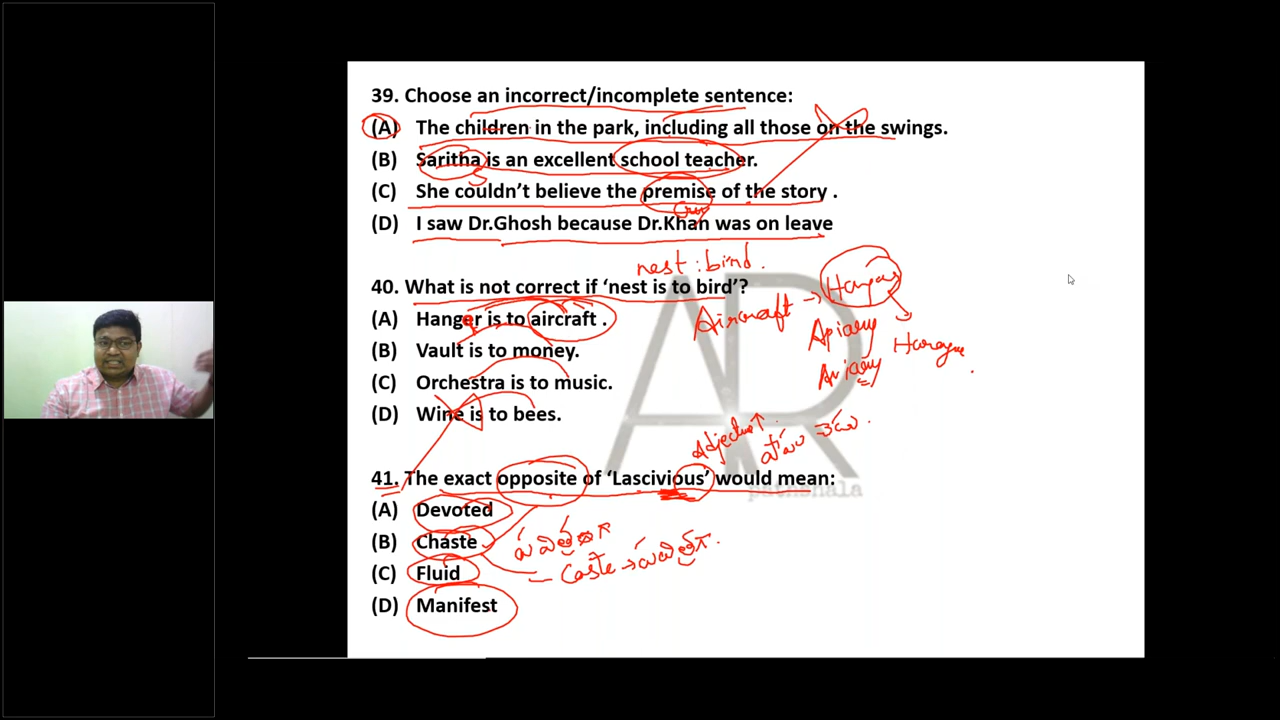 39. Choose an incorrect/incomplete sentence:
(A) The children in the park, including all those on the swings.
(B) Saritha is an excellent school teacher.
(C) She couldn't believe the premise of the story .
(D) I saw Dr.Ghosh because Dr.Khan was on leave
nest : bird.
40. What is not correct if 'nest is to bird'?
(A) Hanger is to aircraft .
Aircraft →
Apiary
(B) Vault is to money.
Aviary
(C) Orchestra is to music.
(D) Wine is to bees.
AR
Adjective
41. The exact opposite of 'Lascivious' would mean:
pathshala
(A) Devoted
(B) Chaste
(C) Fluid
Caste →
(D) Manifest